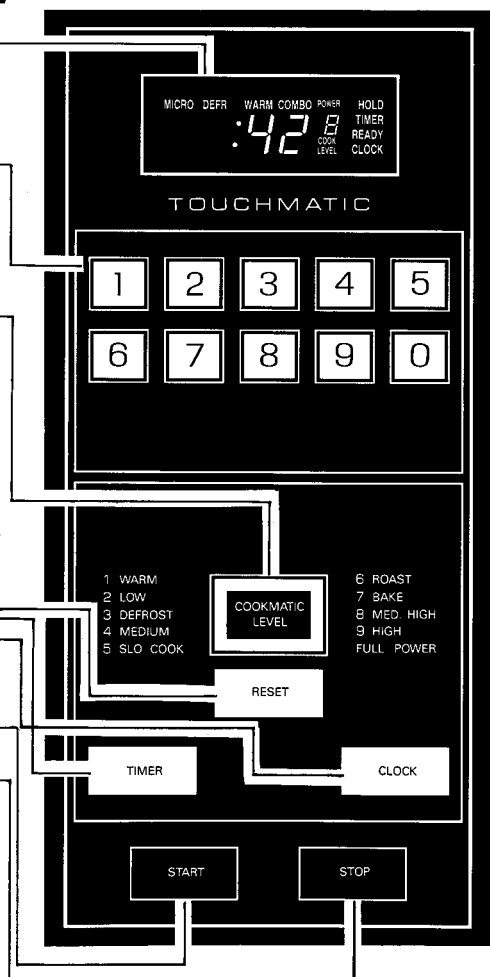 MICRO DEFR WARM COMBO POWER HOLD
TIMER
:42 8 READY
COOK
LEVEL CLOCK
TOUCHMATIC
1 2 3 4 5
6 7 8 9 0
1 WARM
2 LOW
3 DEFROST
4 MEDIUM
5 SLO COOK
COOKMATIC
LEVEL
6 ROAST
7 BAKE
8 MED. HIGH
9 HIGH
FULL POWER
RESET
TIMER CLOCK
START STOP